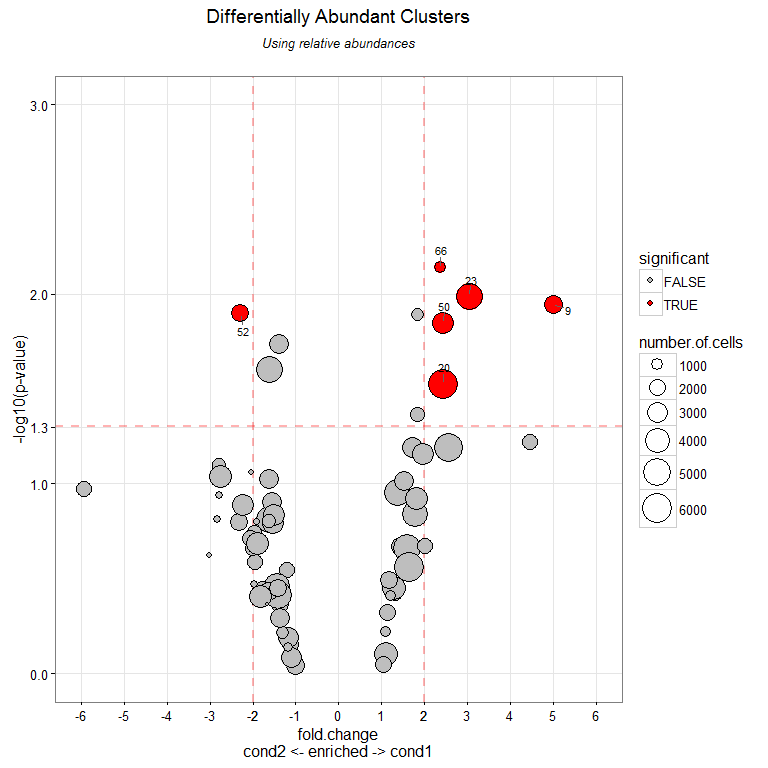 Differentially Abundant Clusters
Using relative abundances
-log10(p-value)
3.0
2.0
1.3
1.0
0.0
66
23
50
9
52
20
-6 -5 -4 -3 -2 -1 0 1 2 3 4 5 6
fold.change
cond2 <- enriched -> cond1
significant
FALSE
TRUE
number.of.cells
1000
2000
3000
4000
5000
6000